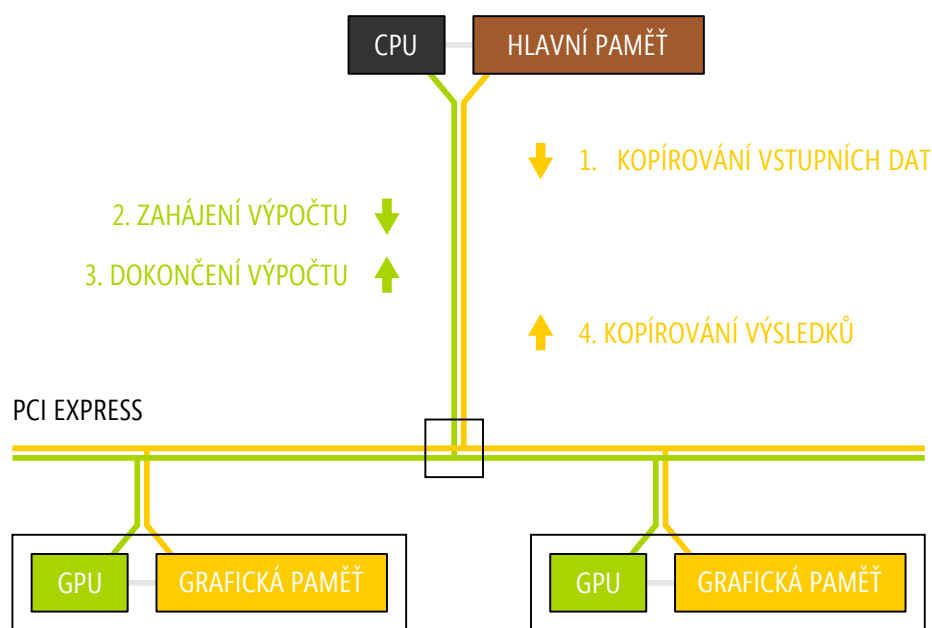 CPU
HLAVNÍ PAMĚŤ
1. KOPÍROVÁNÍ VSTUPNÍCH DAT
2. ZAHÁJENÍ VÝPOČTU
3. DOKONČENÍ VÝPOČTU
4. KOPÍROVÁNÍ VÝSLEDKŮ
PCI EXPRESS
GPU
GRAFICKÁ PAMĚŤ
GPU
GRAFICKÁ PAMĚŤ